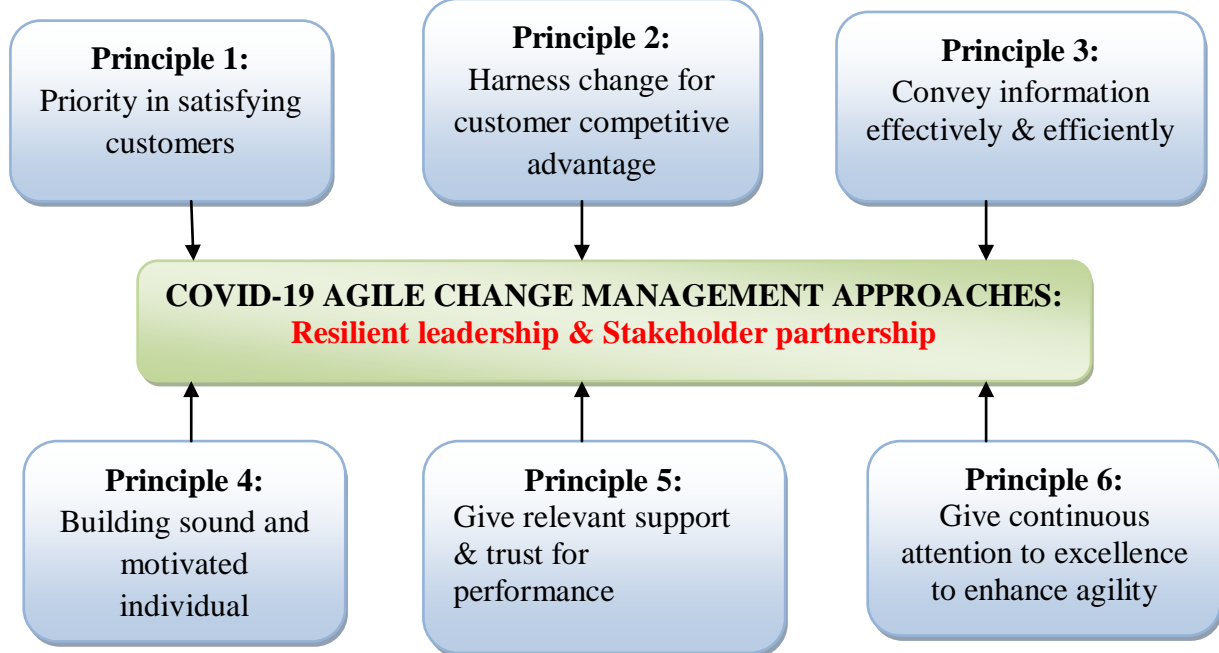 Principle 1:
Priority in satisfying
customers
Principle 2:
Harness change for
customer competitive
advantage
Principle 3:
Convey information
effectively & efficiently
COVID-19 AGILE CHANGE MANAGEMENT APPROACHES:
Resilient leadership & Stakeholder partnership
Principle 4:
Building sound and
motivated
individual
Principle 5:
Give relevant support
& trust for
performance
Principle 6:
Give continuous
attention to excellence
to enhance agility